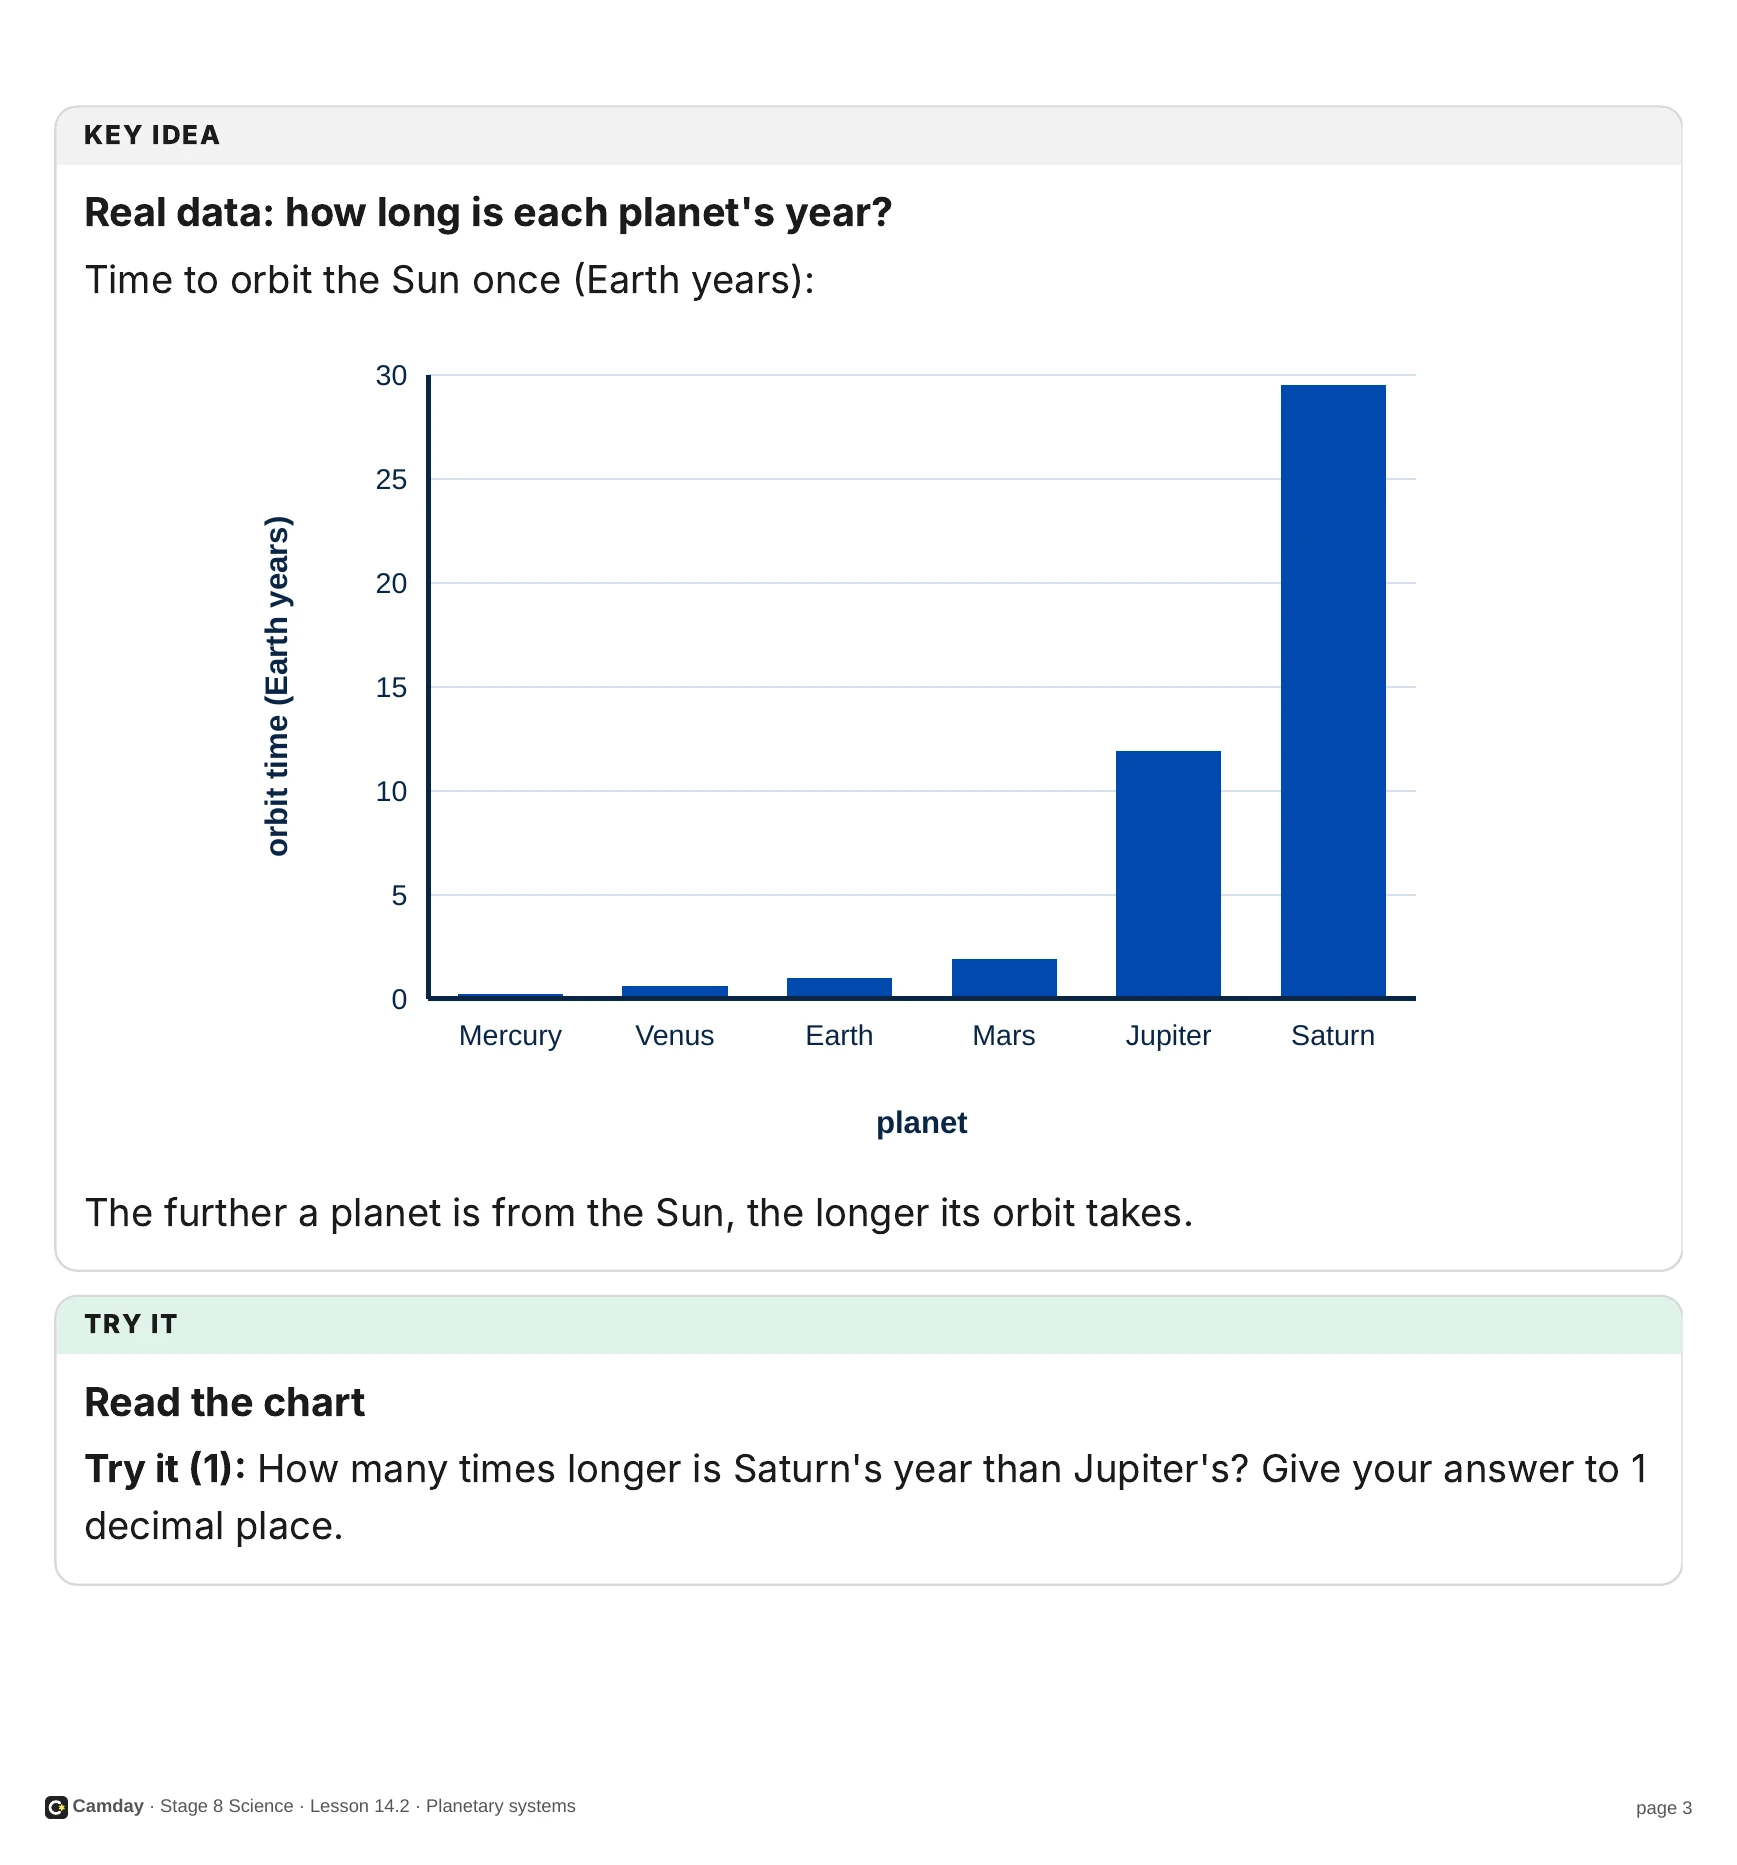 KEY IDEA
Real data: how long is each planet's year?
Time to orbit the Sun once (Earth years):
30
25
20
15
10
5
0
orbit time (Earth years)
Mercury Venus Earth Mars Jupiter Saturn
planet
The further a planet is from the Sun, the longer its orbit takes.
TRY IT
Read the chart
Try it (1): How many times longer is Saturn's year than Jupiter's? Give your answer to 1
decimal place.
Camday · Stage 8 Science · Lesson 14.2 · Planetary systems
page 3